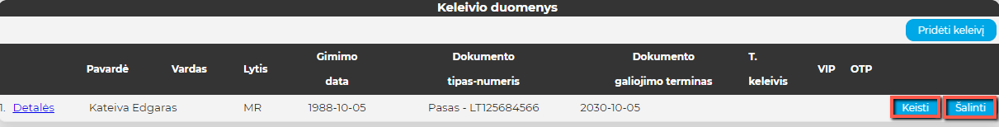 Keleivio duomenys
Pridėti keleivį
Pavardė Vardas Lytis Gimimo data Dokumento tipas-numeris Dokumento galiojimo terminas T. keleivis VIP OTP
1. Detalės Kateiva Edgaras MR 1988-10-05 Pasas - LT125684566 2030-10-05 Keisti Šalinti